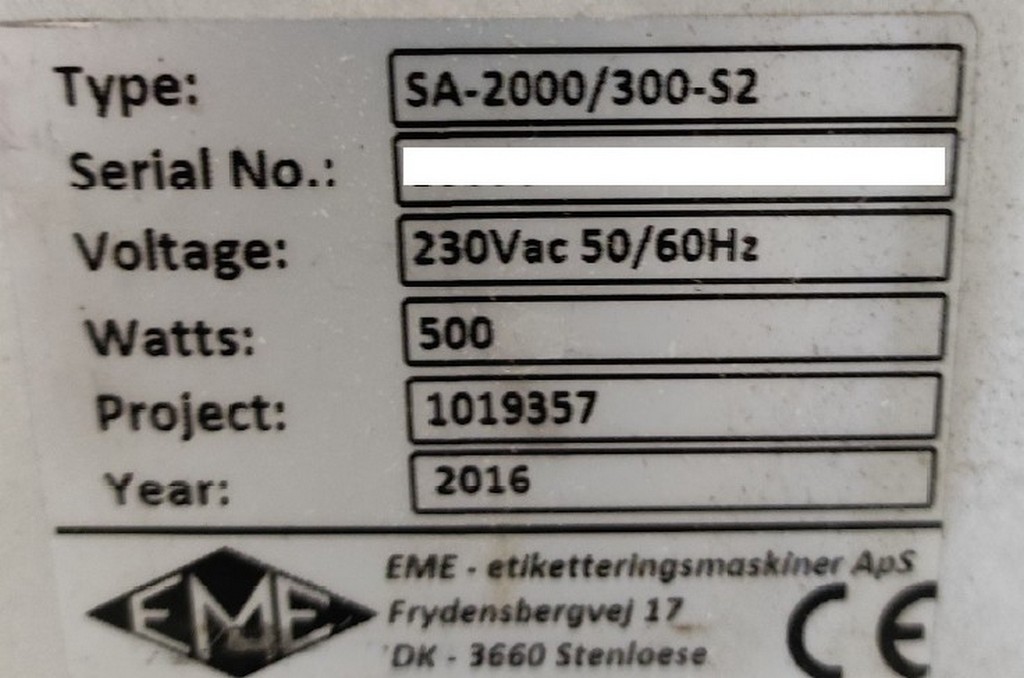 Type: SA-2000/300-S2
Serial No.:
Voltage: 230Vac 50/60Hz
Watts: 500
Project: 1019357
Year: 2016
EME
EME - etiketteringsmaskiner ApS
Frydensbergvej 17
DK - 3660 Stenloese
CE